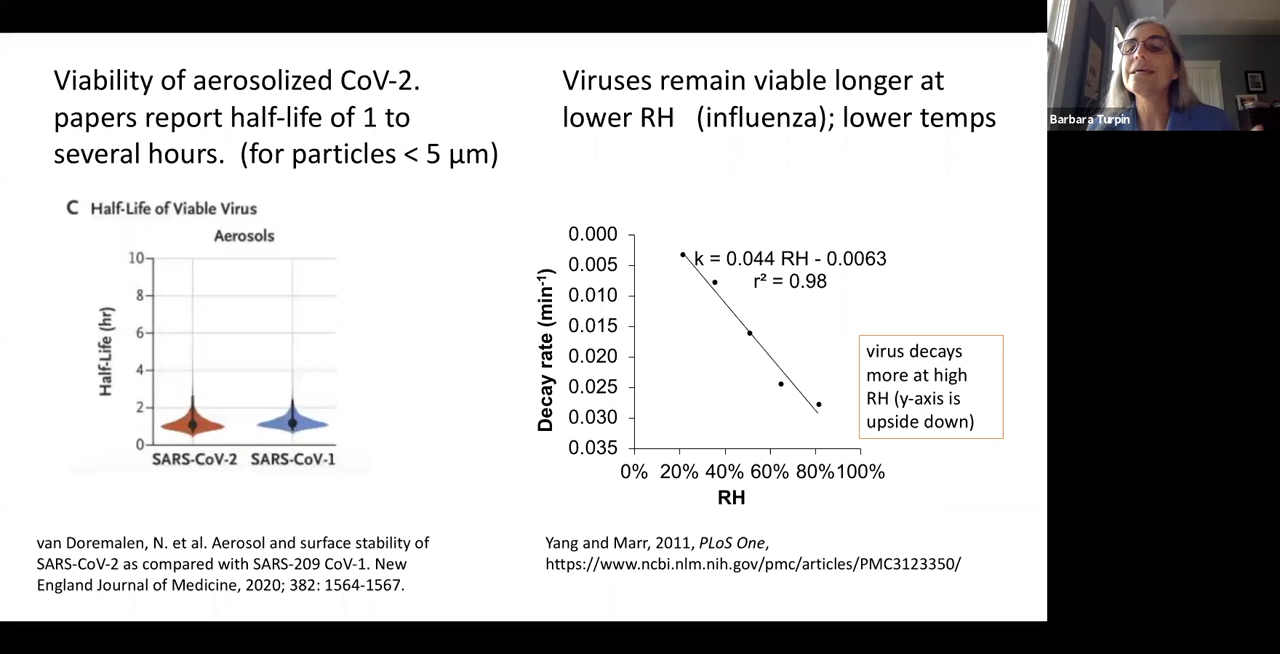 Viability of aerosolized CoV-2.
papers report half-life of 1 to
several hours. (for particles < 5 µm)
C Half-Life of Viable Virus
Aerosols
10
8
6
4
2
0
Half-Life (hr)
SARS-CoV-2 SARS-CoV-1
van Doremalen, N. et al. Aerosol and surface stability of
SARS-CoV-2 as compared with SARS-209 CoV-1. New
England Journal of Medicine, 2020; 382: 1564-1567.
Viruses remain viable longer at
lower RH (influenza); lower temps
0.000
0.005
0.010
0.015
0.020
0.025
0.030
0.035
Decay rate (min⁻¹)
k = 0.044 RH - 0.0063
r² = 0.98
0% 20% 40% 60% 80% 100%
RH
virus decays
more at high
RH (y-axis is
upside down)
Yang and Marr, 2011, PLoS One,
https://www.ncbi.nlm.nih.gov/pmc/articles/PMC3123350/
Barbara Turpin